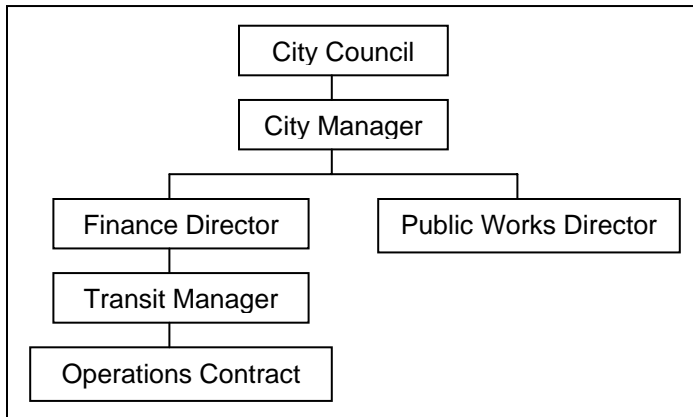 City Council
City Manager
Finance Director
Public Works Director
Transit Manager
Operations Contract